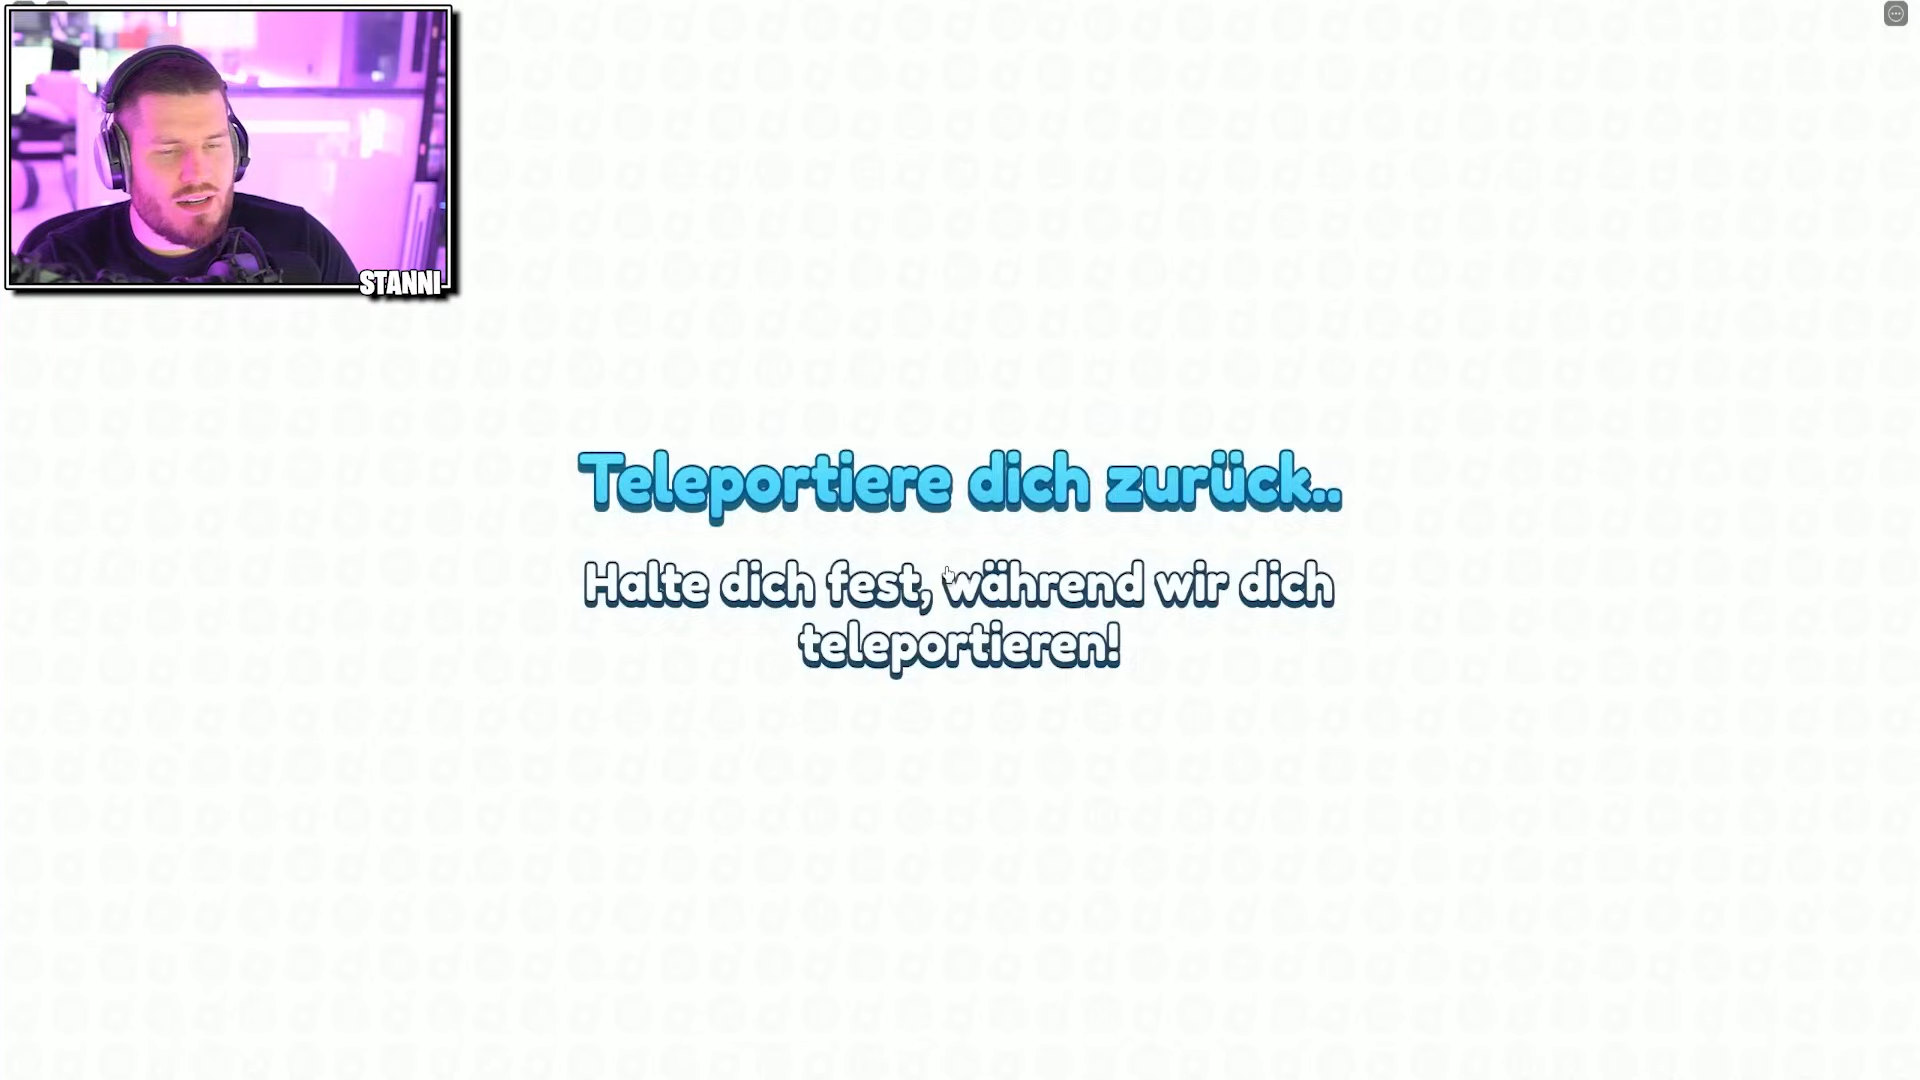 STANNI
Teleportiere dich zurück..
Halte dich fest, während wir dich
teleportieren!